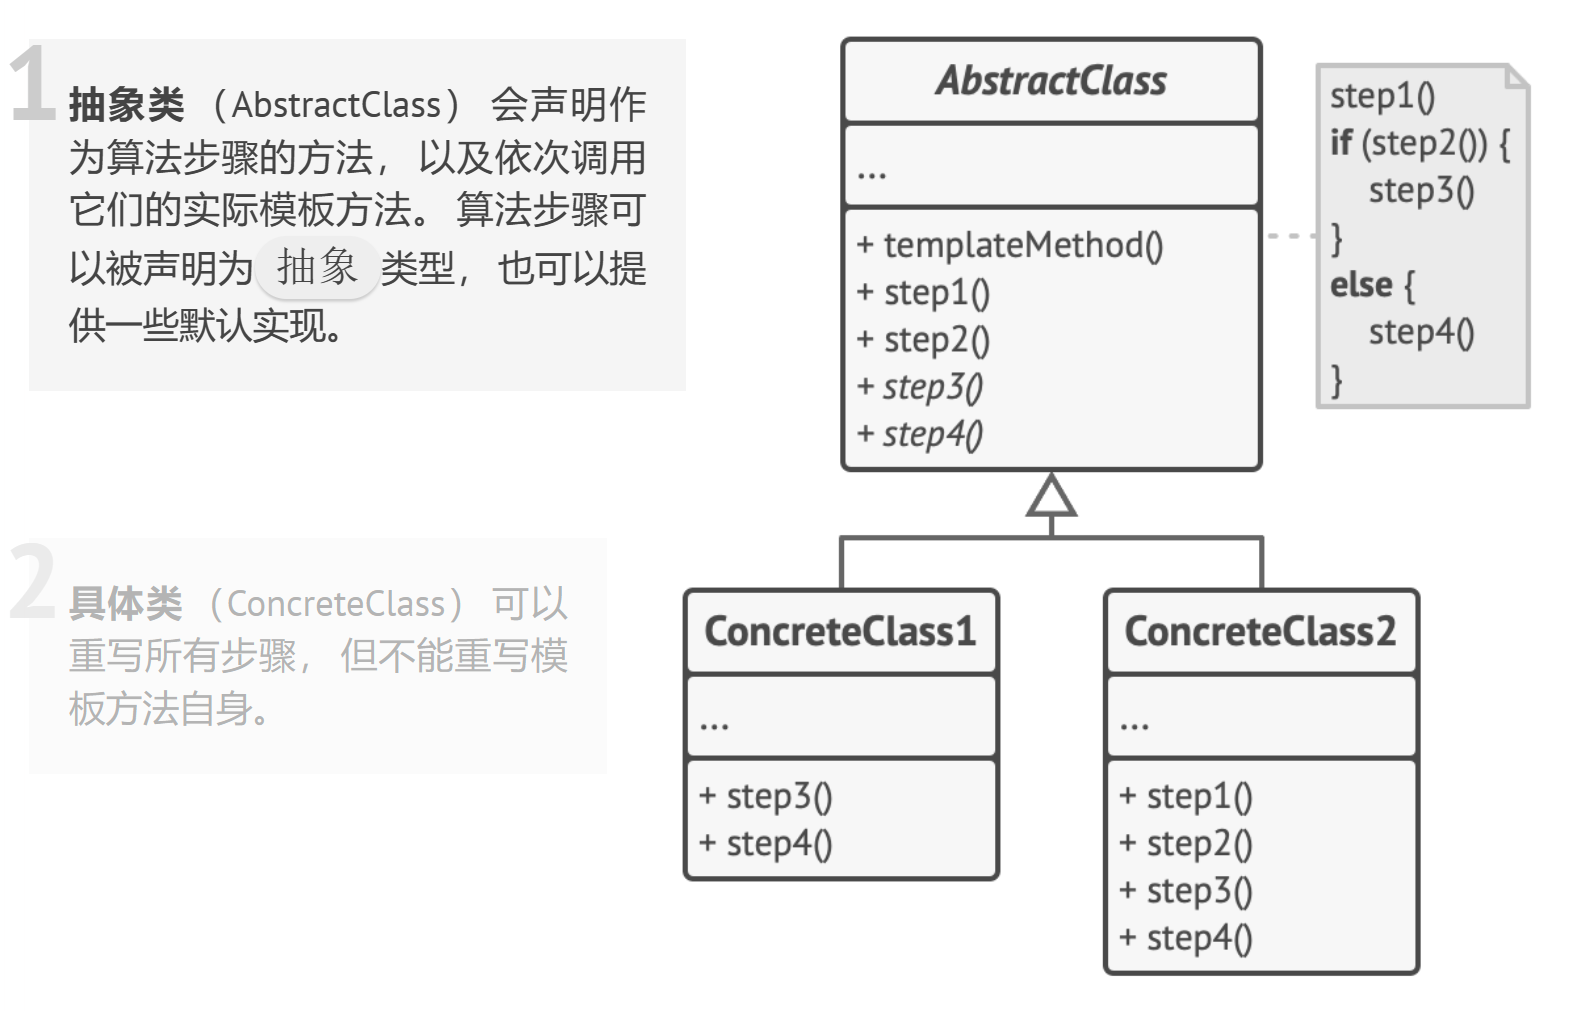 1
抽象类 （AbstractClass） 会声明作
为算法步骤的方法， 以及依次调用
它们的实际模板方法。 算法步骤可
以被声明为 抽象 类型， 也可以提
供一些默认实现。
2
具体类 （ConcreteClass） 可以
重写所有步骤， 但不能重写模
板方法自身。
AbstractClass
...
+ templateMethod()
+ step1()
+ step2()
+ step3()
+ step4()
step1()
if (step2()) {
step3()
}
else {
step4()
}
ConcreteClass1
...
+ step3()
+ step4()
ConcreteClass2
...
+ step1()
+ step2()
+ step3()
+ step4()